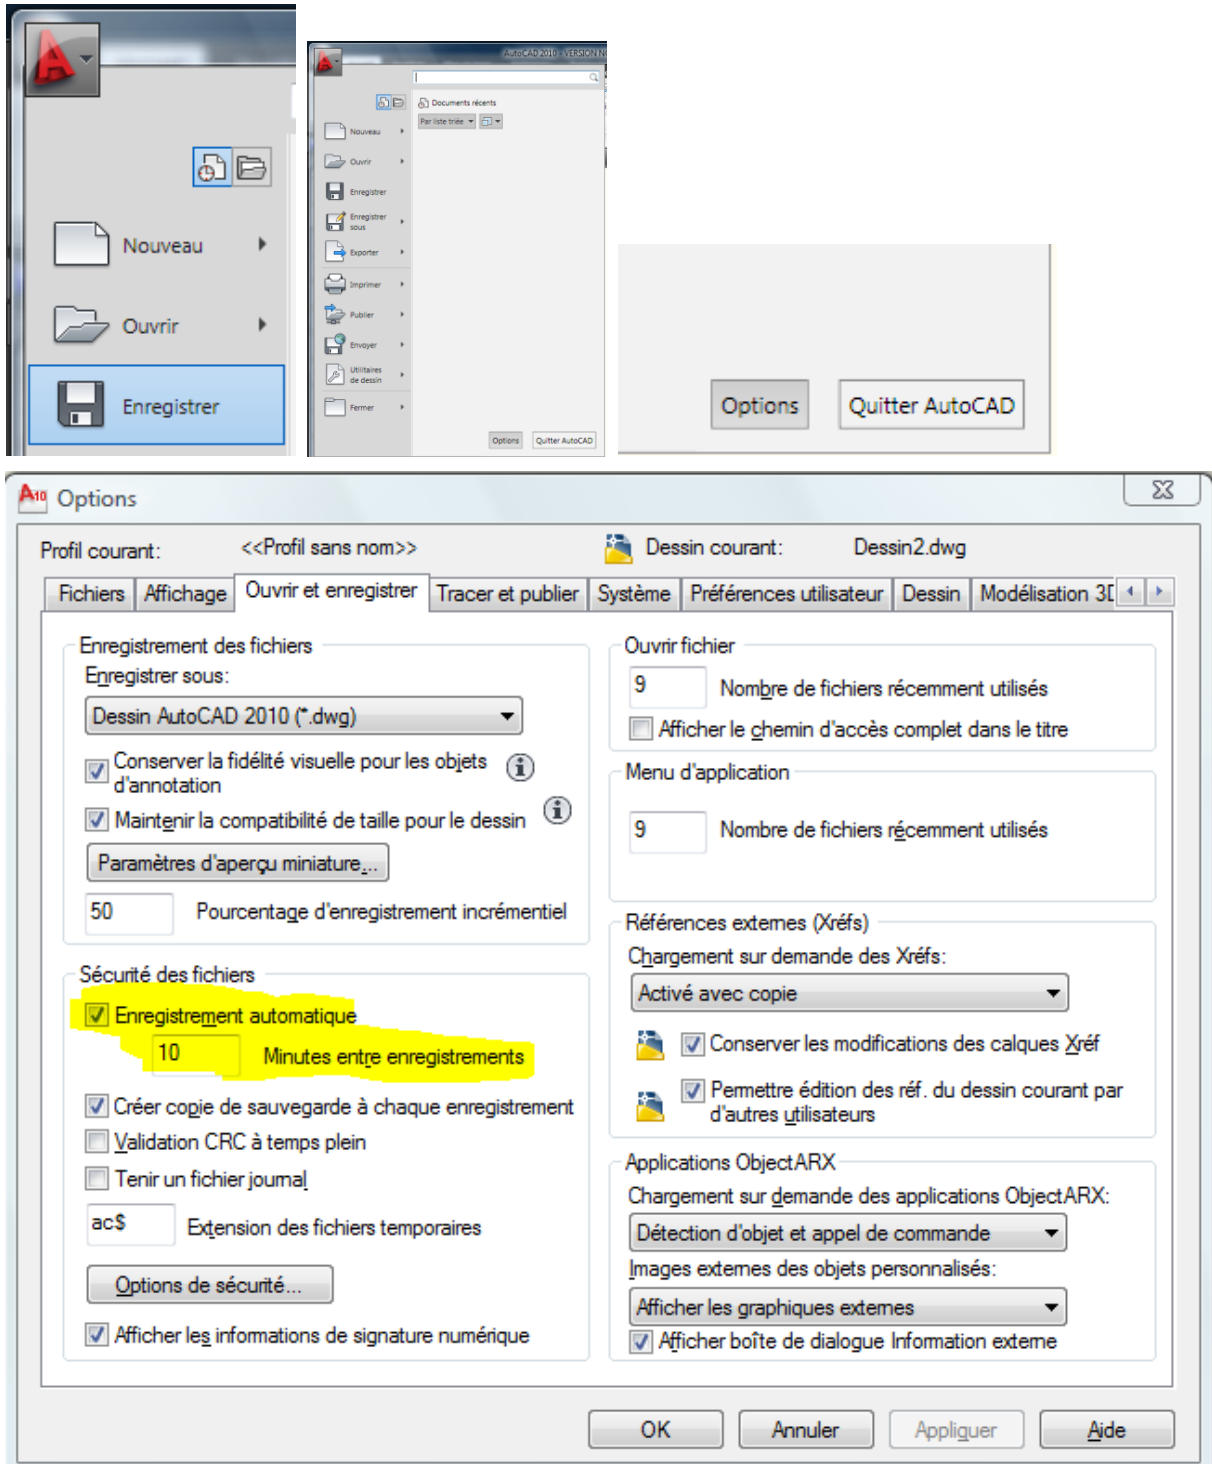 Nouveau
Ouvrir
Enregistrer
AutoCAD 2010 - VERSION N
Documents récents
Par liste triée
Nouveau
Ouvrir
Enregistrer
Enregistrer
sous
Exporter
Imprimer
Publier
Envoyer
Utilitaires
de dessin
Fermer
Options Quitter AutoCAD
Options Quitter AutoCAD
A10 Options
Profil courant: <<Profil sans nom>> Dessin courant: Dessin2.dwg
Fichiers Affichage Ouvrir et enregistrer Tracer et publier Système Préférences utilisateur Dessin Modélisation 3D
Enregistrement des fichiers
Enregistrer sous:
Dessin AutoCAD 2010 (*.dwg)
Conserver la fidélité visuelle pour les objets
d'annotation
Maintenir la compatibilité de taille pour le dessin
Paramètres d'aperçu miniature...
50 Pourcentage d'enregistrement incrémentiel
Sécurité des fichiers
Enregistrement automatique
10 Minutes entre enregistrements
Créer copie de sauvegarde à chaque enregistrement
Validation CRC à temps plein
Tenir un fichier journal
ac$ Extension des fichiers temporaires
Options de sécurité...
Afficher les informations de signature numérique
Ouvrir fichier
9 Nombre de fichiers récemment utilisés
Afficher le chemin d'accès complet dans le titre
Menu d'application
9 Nombre de fichiers récemment utilisés
Références externes (Xréfs)
Chargement sur demande des Xréfs:
Activé avec copie
Conserver les modifications des calques Xréf
Permettre édition des réf. du dessin courant par
d'autres utilisateurs
Applications ObjectARX
Chargement sur demande des applications ObjectARX:
Détection d'objet et appel de commande
Images externes des objets personnalisés:
Afficher les graphiques externes
Afficher boîte de dialogue Information externe
OK Annuler Appliquer Aide